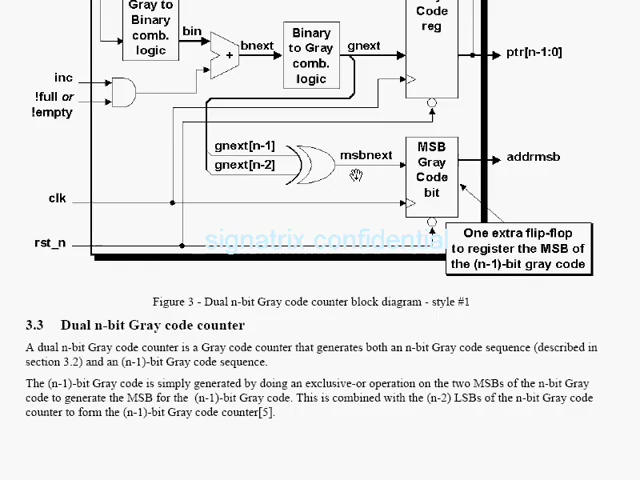 Gray to
Binary
comb.
logic
bin
+
bnext
Binary
to Gray
comb.
logic
gnext
Code
reg
ptr[n-1:0]
inc
!full or
!empty
gnext[n-1]
gnext[n-2]
msbnext
MSB
Gray
Code
bit
addrmsb
clk
rst_n
signatrix confidential
One extra flip-flop
to register the MSB of
the (n-1)-bit gray code
Figure 3 - Dual n-bit Gray code counter block diagram - style #1
3.3 Dual n-bit Gray code counter
A dual n-bit Gray code counter is a Gray code counter that generates both an n-bit Gray code sequence (described in
section 3.2) and an (n-1)-bit Gray code sequence.
The (n-1)-bit Gray code is simply generated by doing an exclusive-or operation on the two MSBs of the n-bit Gray
code to generate the MSB for the (n-1)-bit Gray code. This is combined with the (n-2) LSBs of the n-bit Gray code
counter to form the (n-1)-bit Gray code counter[5].